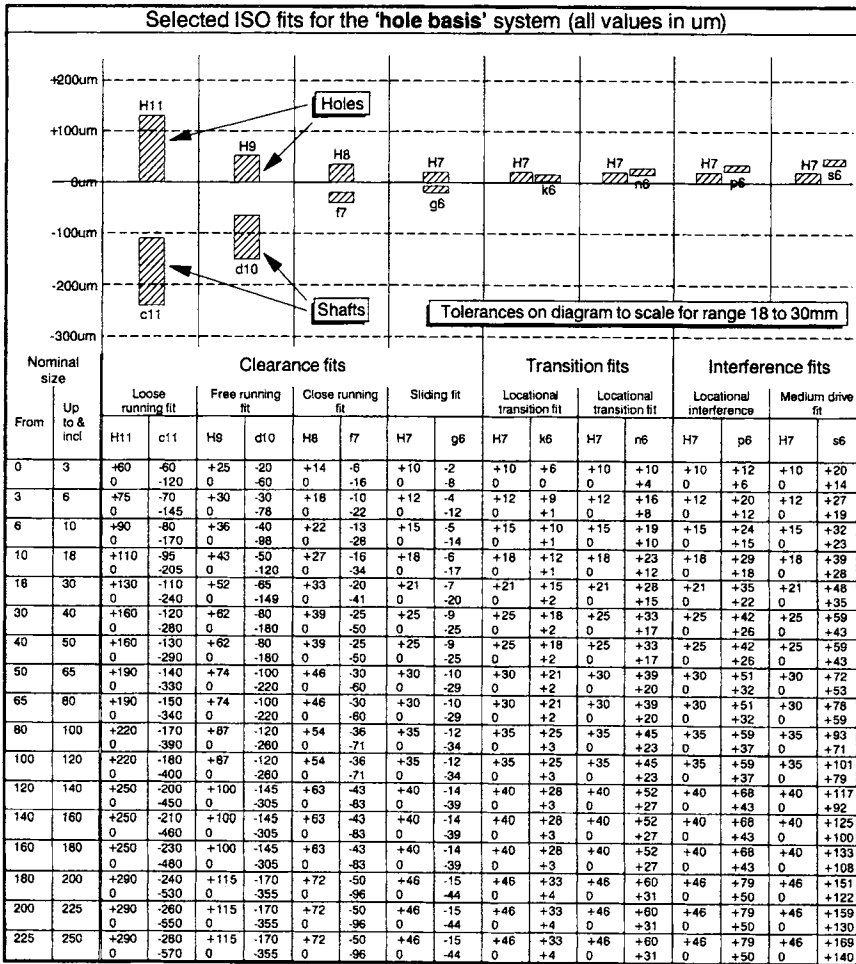 Selected ISO fits for the 'hole basis' system (all values in um)
+200um
H11
Holes
+100um
H9
H8
H7
H7
H7
H7
H7
s6
0um
k6
n6
p6
f7
g6
-100um
d10
-200um
c11
Shafts
Tolerances on diagram to scale for range 18 to 30mm
-300um
Nominal size
Clearance fits
Transition fits
Interference fits
From
Up to & incl
Loose running fit
Free running fit
Close running fit
Sliding fit
Locational transition fit
Locational transition fit
Locational interference
Medium drive fit
H11 c11 H9 d10 H8 f7 H7 g6 H7 k6 H7 n6 H7 p6 H7 s6
0 3 +60 -60 +25 -20 +14 -6 +10 -2 +10 +6 +10 +10 +10 +12 +10 +20
0 -120 0 -60 0 -16 0 -8 0 0 0 +4 0 +6 0 +14
3 6 +75 -70 +30 -30 +18 -10 +12 -4 +12 +9 +12 +16 +12 +20 +12 +27
0 -145 0 -78 0 -22 0 -12 0 +1 0 +8 0 +12 0 +19
6 10 +90 -80 +36 -40 +22 -13 +15 -5 +15 +10 +15 +19 +15 +24 +15 +32
0 -170 0 -98 0 -28 0 -14 0 +1 0 +10 0 +15 0 +23
10 18 +110 -95 +43 -50 +27 -16 +18 -6 +18 +12 +18 +23 +18 +29 +18 +39
0 -205 0 -120 0 -34 0 -17 0 +1 0 +12 0 +18 0 +28
18 30 +130 -110 +52 -65 +33 -20 +21 -7 +21 +15 +21 +28 +21 +35 +21 +48
0 -240 0 -149 0 -41 0 -20 0 +2 0 +15 0 +22 0 +35
30 40 +160 -120 +62 -80 +39 -25 +25 -9 +25 +18 +25 +33 +25 +42 +25 +59
0 -280 0 -180 0 -50 0 -25 0 +2 0 +17 0 +26 0 +43
40 50 +160 -130 +62 -80 +39 -25 +25 -9 +25 +18 +25 +33 +25 +42 +25 +59
0 -290 0 -180 0 -50 0 -25 0 +2 0 +17 0 +26 0 +43
50 65 +190 -140 +74 -100 +46 -30 +30 -10 +30 +21 +30 +39 +30 +51 +30 +72
0 -330 0 -220 0 -60 0 -29 0 +2 0 +20 0 +32 0 +53
65 80 +190 -150 +74 -100 +46 -30 +30 -10 +30 +21 +30 +39 +30 +51 +30 +78
0 -340 0 -220 0 -60 0 -29 0 +2 0 +20 0 +32 0 +59
80 100 +220 -170 +87 -120 +54 -36 +35 -12 +35 +25 +35 +45 +35 +59 +35 +93
0 -390 0 -260 0 -71 0 -34 0 +3 0 +23 0 +37 0 +71
100 120 +220 -180 +87 -120 +54 -36 +35 -12 +35 +25 +35 +45 +35 +59 +35 +101
0 -400 0 -260 0 -71 0 -34 0 +3 0 +23 0 +37 0 +79
120 140 +250 -200 +100 -145 +63 -43 +40 -14 +40 +28 +40 +52 +40 +68 +40 +117
0 -450 0 -305 0 -83 0 -39 0 +3 0 +27 0 +43 0 +92
140 160 +250 -210 +100 -145 +63 -43 +40 -14 +40 +28 +40 +52 +40 +68 +40 +125
0 -460 0 -305 0 -83 0 -39 0 +3 0 +27 0 +43 0 +100
160 180 +250 -230 +100 -145 +63 -43 +40 -14 +40 +28 +40 +52 +40 +68 +40 +133
0 -480 0 -305 0 -83 0 -39 0 +3 0 +27 0 +43 0 +108
180 200 +290 -240 +115 -170 +72 -50 +46 -15 +46 +33 +46 +60 +46 +79 +46 +151
0 -530 0 -355 0 -96 0 -44 0 +4 0 +31 0 +50 0 +122
200 225 +290 -260 +115 -170 +72 -50 +46 -15 +46 +33 +46 +60 +46 +79 +46 +159
0 -550 0 -355 0 -96 0 -44 0 +4 0 +31 0 +50 0 +130
225 250 +290 -280 +115 -170 +72 -50 +46 -15 +46 +33 +46 +60 +46 +79 +46 +169
0 -570 0 -355 0 -96 0 -44 0 +4 0 +31 0 +50 0 +140